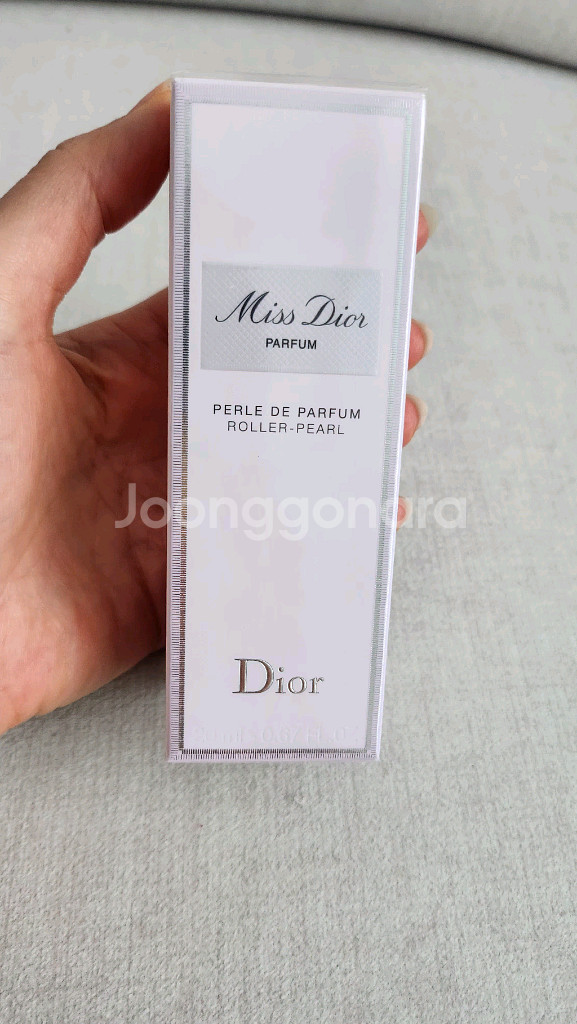 Miss Dior
PARFUM
PERLE DE PARFUM
ROLLER-PEARL
Joonggonara
Dior